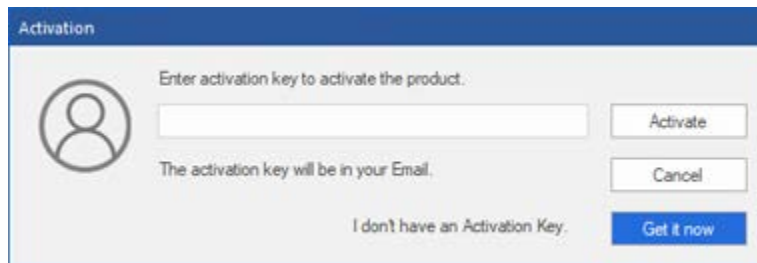 Activation
Enter activation key to activate the product.
Activate
The activation key will be in your Email.
Cancel
I don't have an Activation Key.
Get it now